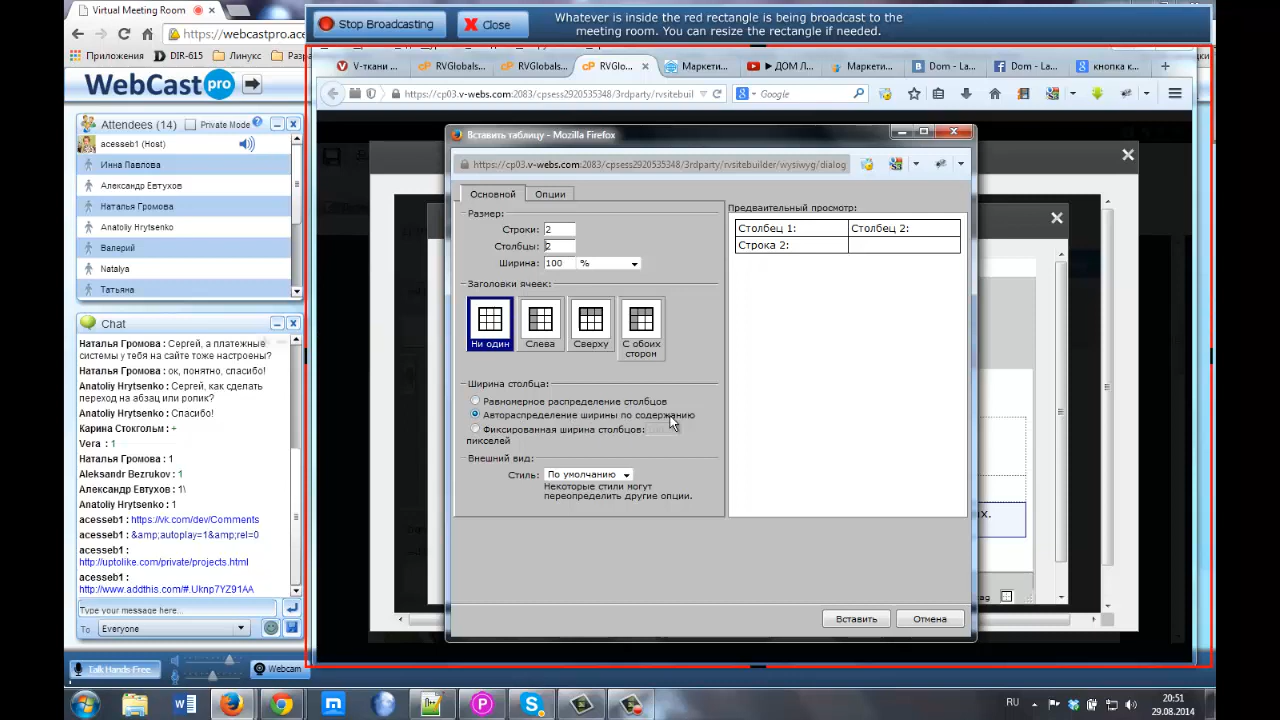 Virtual Meeting Room
https://webcastpro.ace
Приложения
DIR-615
Линукс
Разра
WebCast pro
Attendees (14)
Private Mode
acesseb1 (Host)
Инна Павлова
Александр Евтухов
Наталья Громова
Anatoliy Hrytsenko
Валерий
Natalya
Татьяна
Chat
Наталья Громова: Сергей, а платежные
системы у тебя на сайте тоже настроены?
Наталья Громова: ок, понятно, спасибо!
Anatoliy Hrytsenko : Сергей, как сделать
переход на абзац или ролик?
Anatoliy Hrytsenko : Спасибо!
Карина Стокгольм : +
Vera : 1
Наталья Громова: 1
Aleksandr Bezrukov : 1
Александр Евтухов : 1\
Anatoliy Hrytsenko : 1
acesseb1 : https://vk.com/dev/Comments
acesseb1 : &amp;autoplay=1&amp;rel=0
acesseb1 :
http://uptolike.com/private/projects.html
acesseb1 :
http://www.addthis.com/#.Uknp7YZ91AA
Type your message here...
To
Everyone
Talk Hands-Free
Webcam
Stop Broadcasting
Close
Whatever is inside the red rectangle is being broadcast to the
meeting room. You can resize the rectangle if needed.
V-ткани ...
RVGlobals...
RVGlobals...
RVGlo...
Маркети...
► ДОМ Л...
Маркети...
Dom - La...
Dom - La...
кнопка к...
https://cp03.v-webs.com:2083/cpsess2920535348/3rdparty/rvsitebuil
Google
Вставить таблицу - Mozilla Firefox
https://cp03.v-webs.com:2083/cpsess2920535348/3rdparty/rvsitebuilder/wysiwyg/dialog
Основной
Опции
Размер:
Строки: 2
Столбцы: 2
Ширина: 100 %
Заголовки ячеек:
Ни один
Слева
Сверху
С обоих
сторон
Ширина столбца:
Равномерное распределение столбцов
Автораспределение ширины по содержанию
Фиксированная ширина столбцов:
пикселей
Внешний вид:
Стиль: По умолчанию
Некоторые стили могут
переопределить другие опции.
Предваительный просмотр:
Столбец 1: Столбец 2:
Строка 2:
Вставить
Отмена
RU
20:51
29.08.2014